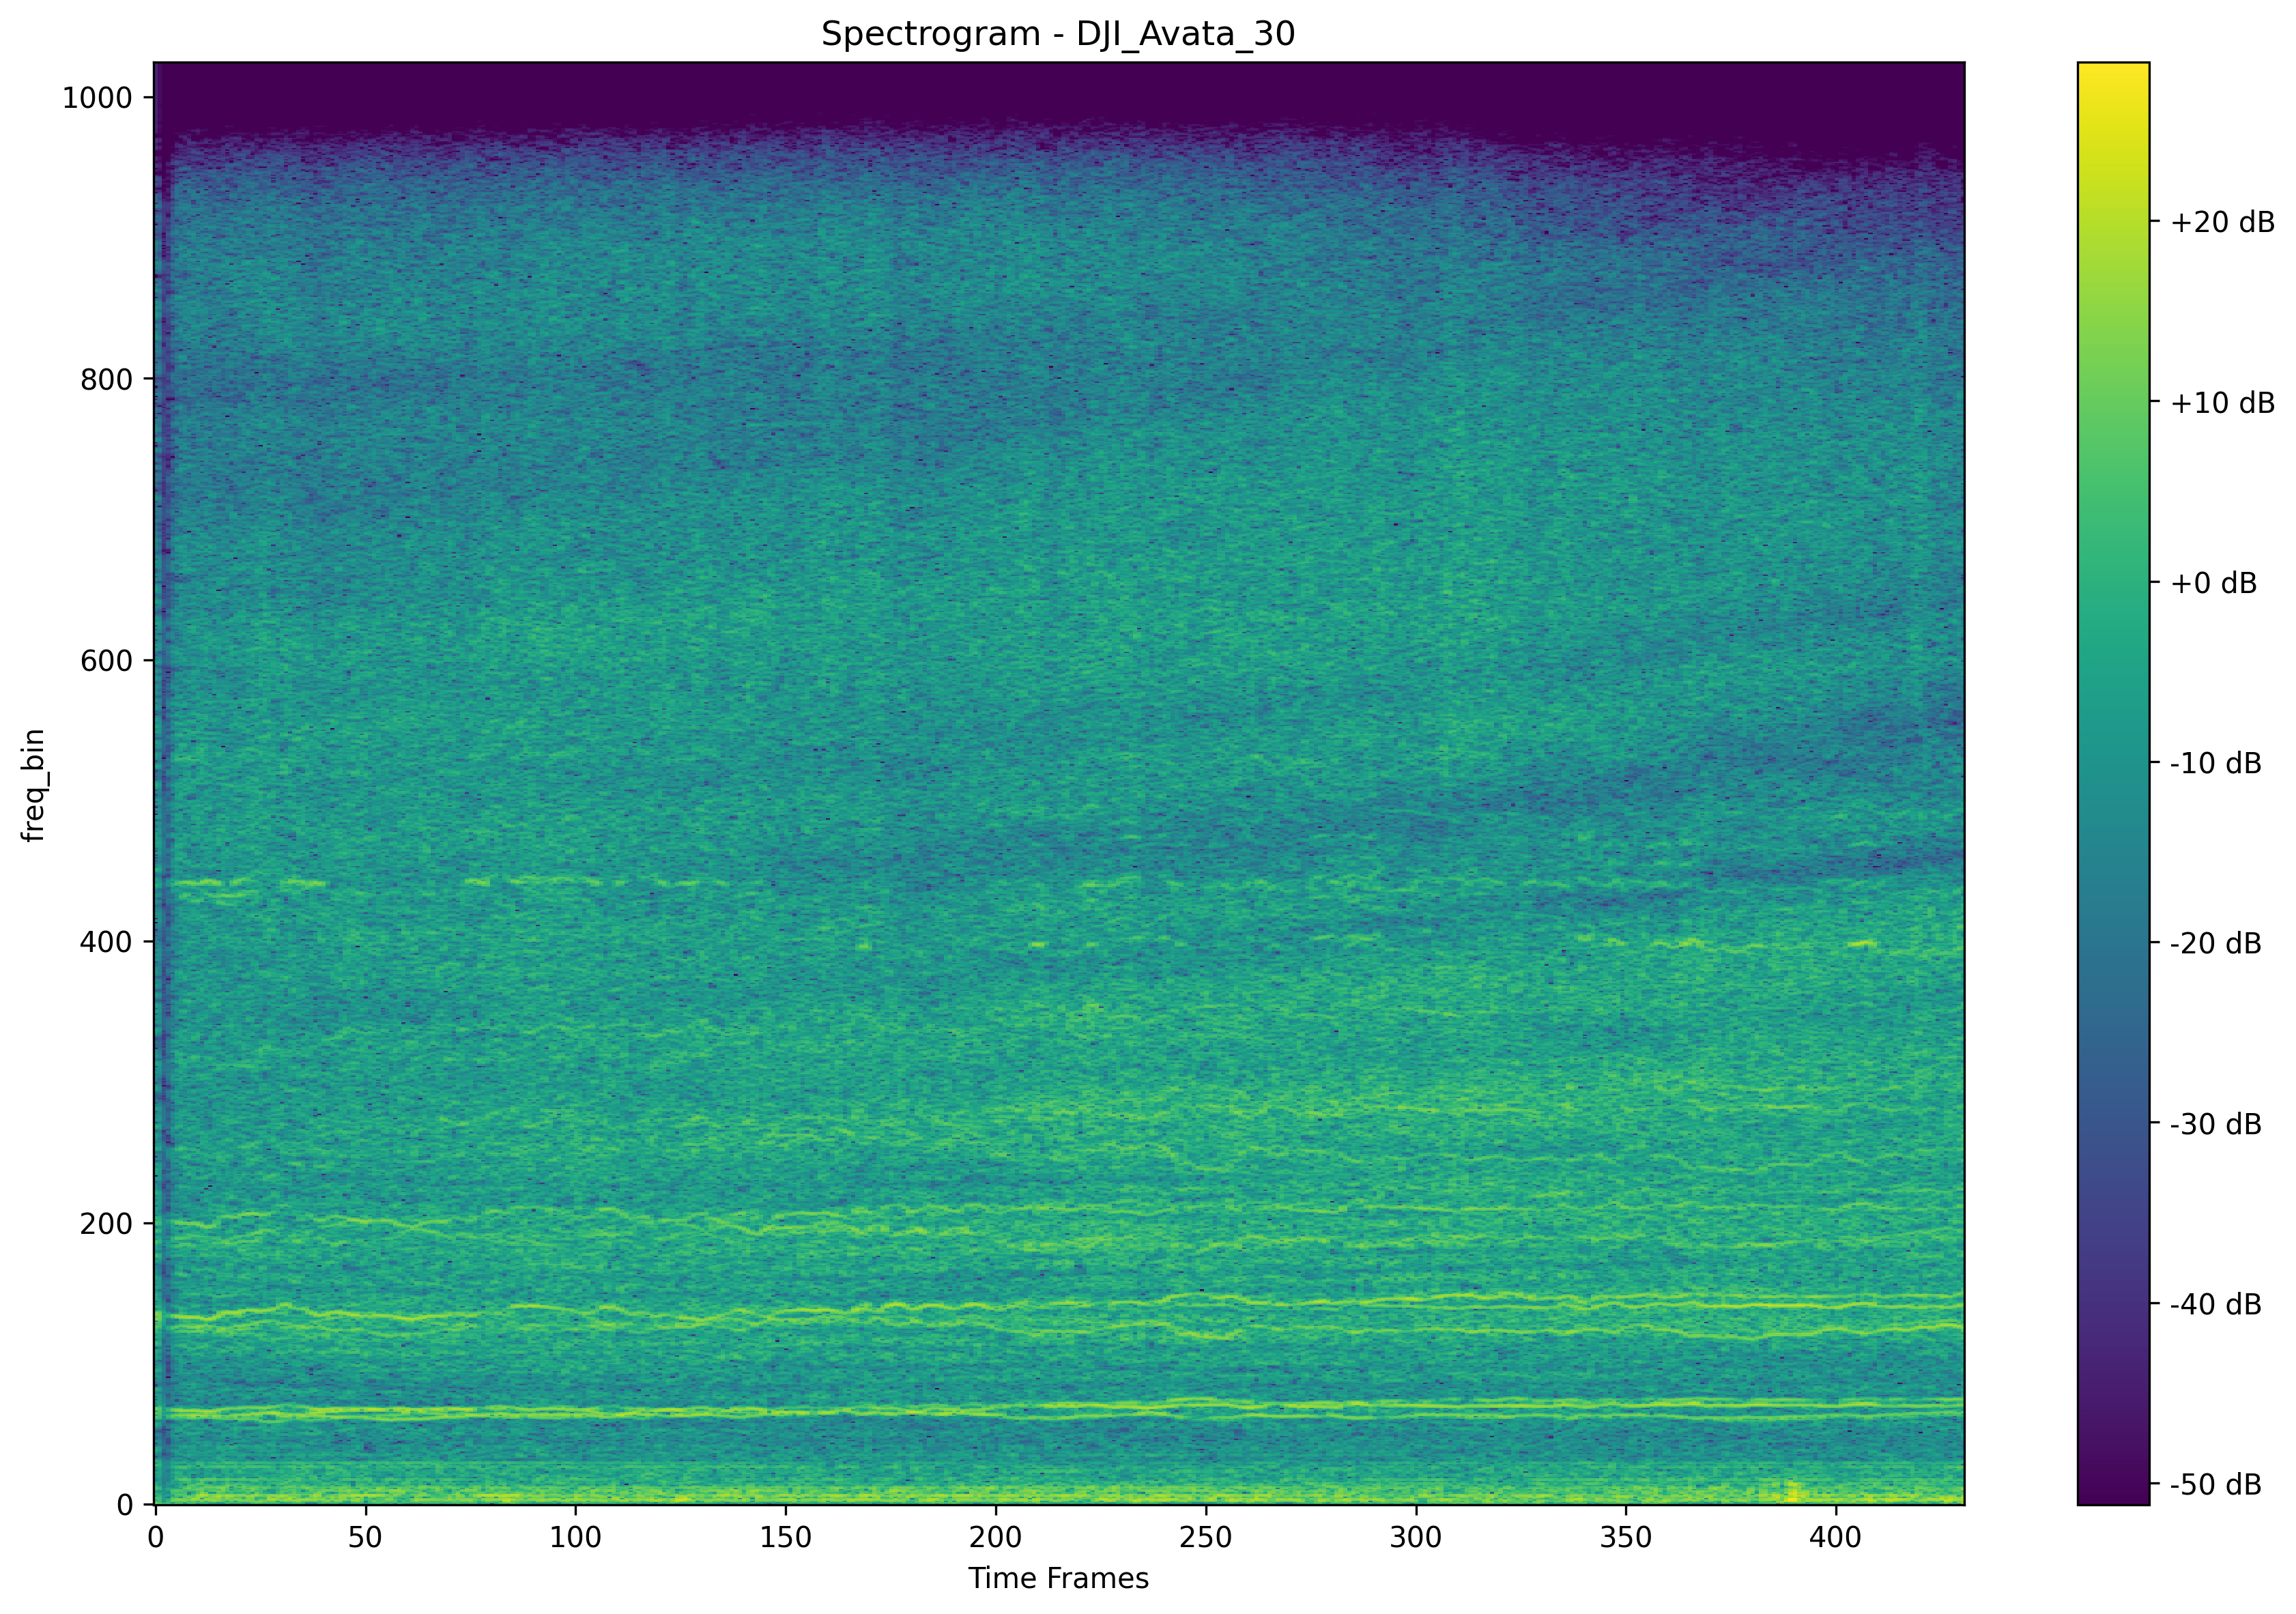 Spectrogram - DJI_Avata_30
1000
800
600
400
200
0
freq_bin
0 50 100 150 200 250 300 350 400
Time Frames
+20 dB
+10 dB
+0 dB
-10 dB
-20 dB
-30 dB
-40 dB
-50 dB